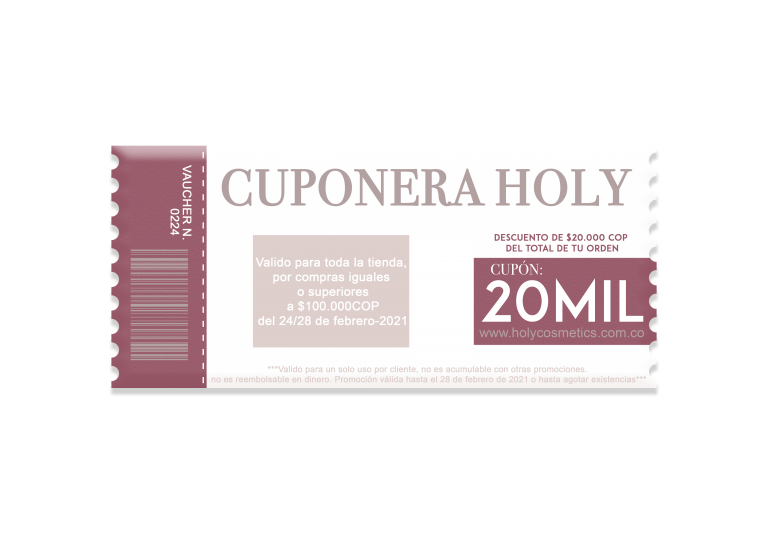 VAUCHER N.
0224
CUPONERA HOLY
Valido para toda la tienda,
por compras iguales
o superiores
a $100.000COP
del 24/28 de febrero-2021
DESCUENTO DE $20.000 COP
DEL TOTAL DE TU ORDEN
CUPÓN:
20MIL
www.holycosmetics.com.co
***Valido para un solo uso por cliente, no es acumulable con otras promociones.
no es reembolsable en dinero. Promoción válida hasta el 28 de febrero de 2021 o hasta agotar existencias***